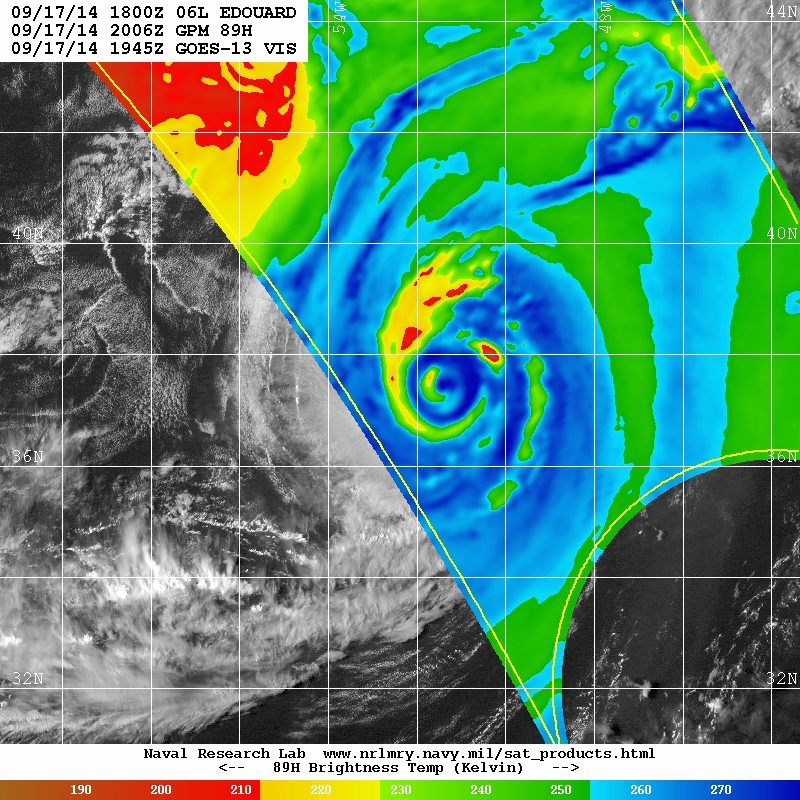 09/17/14 1800Z 06L EDOUARD
09/17/14 2006Z GPM 89H
09/17/14 1945Z GOES-13 VIS
54W
48W
44N
40N
40N
36N
36N
32N
32N
Naval Research Lab www.nrlmry.navy.mil/sat_products.html
<-- 89H Brightness Temp (Kelvin) -->
190 200 210 220 230 240 250 260 270